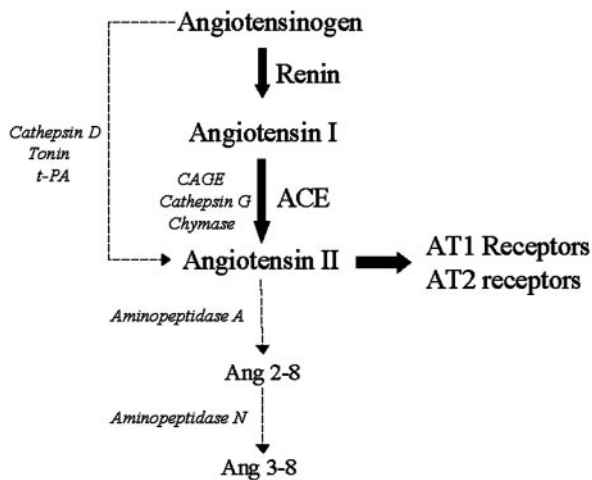 Angiotensinogen
Renin
Cathepsin D
Tonin
t-PA
Angiotensin I
CAGE
Cathepsin G
Chymase
ACE
Angiotensin II
AT1 Receptors
AT2 receptors
Aminopeptidase A
Ang 2-8
Aminopeptidase N
Ang 3-8